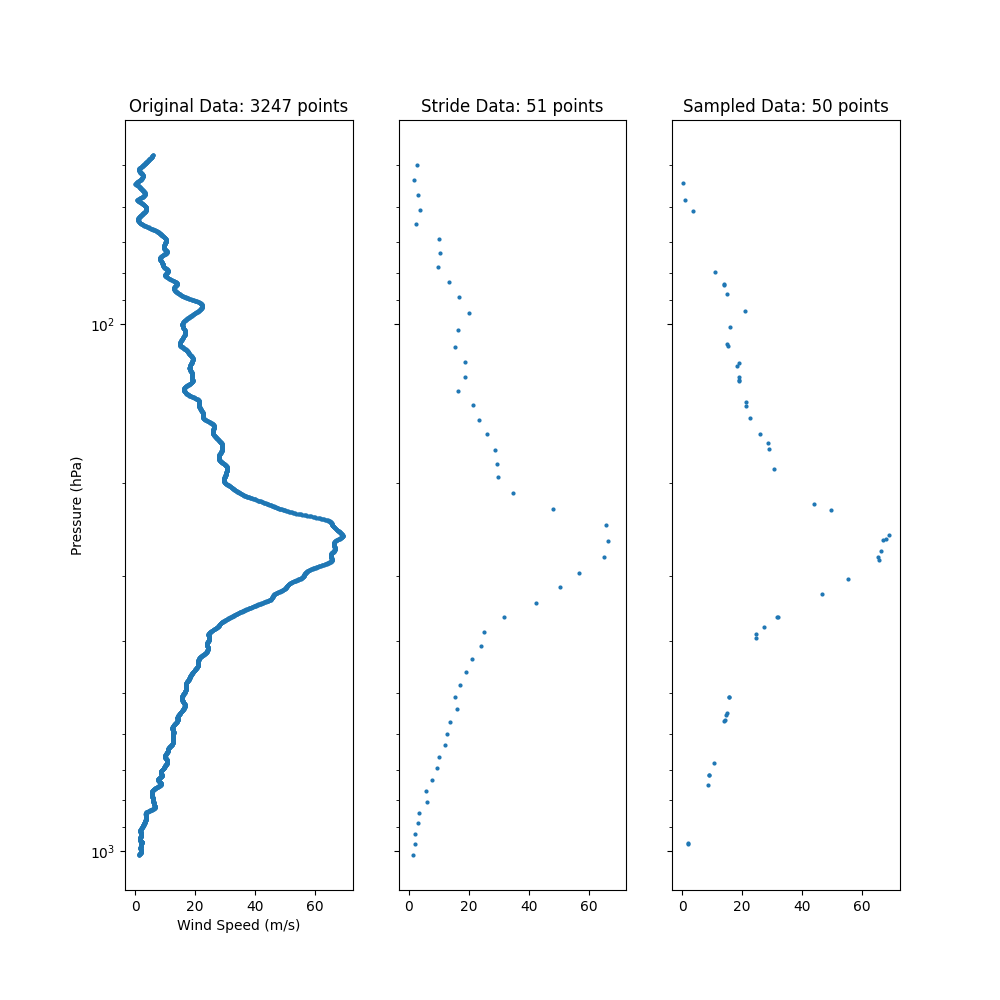 Original Data: 3247 points
Stride Data: 51 points
Sampled Data: 50 points
Pressure (hPa)
10²
10³
0 20 40 60
0 20 40 60
0 20 40 60
Wind Speed (m/s)